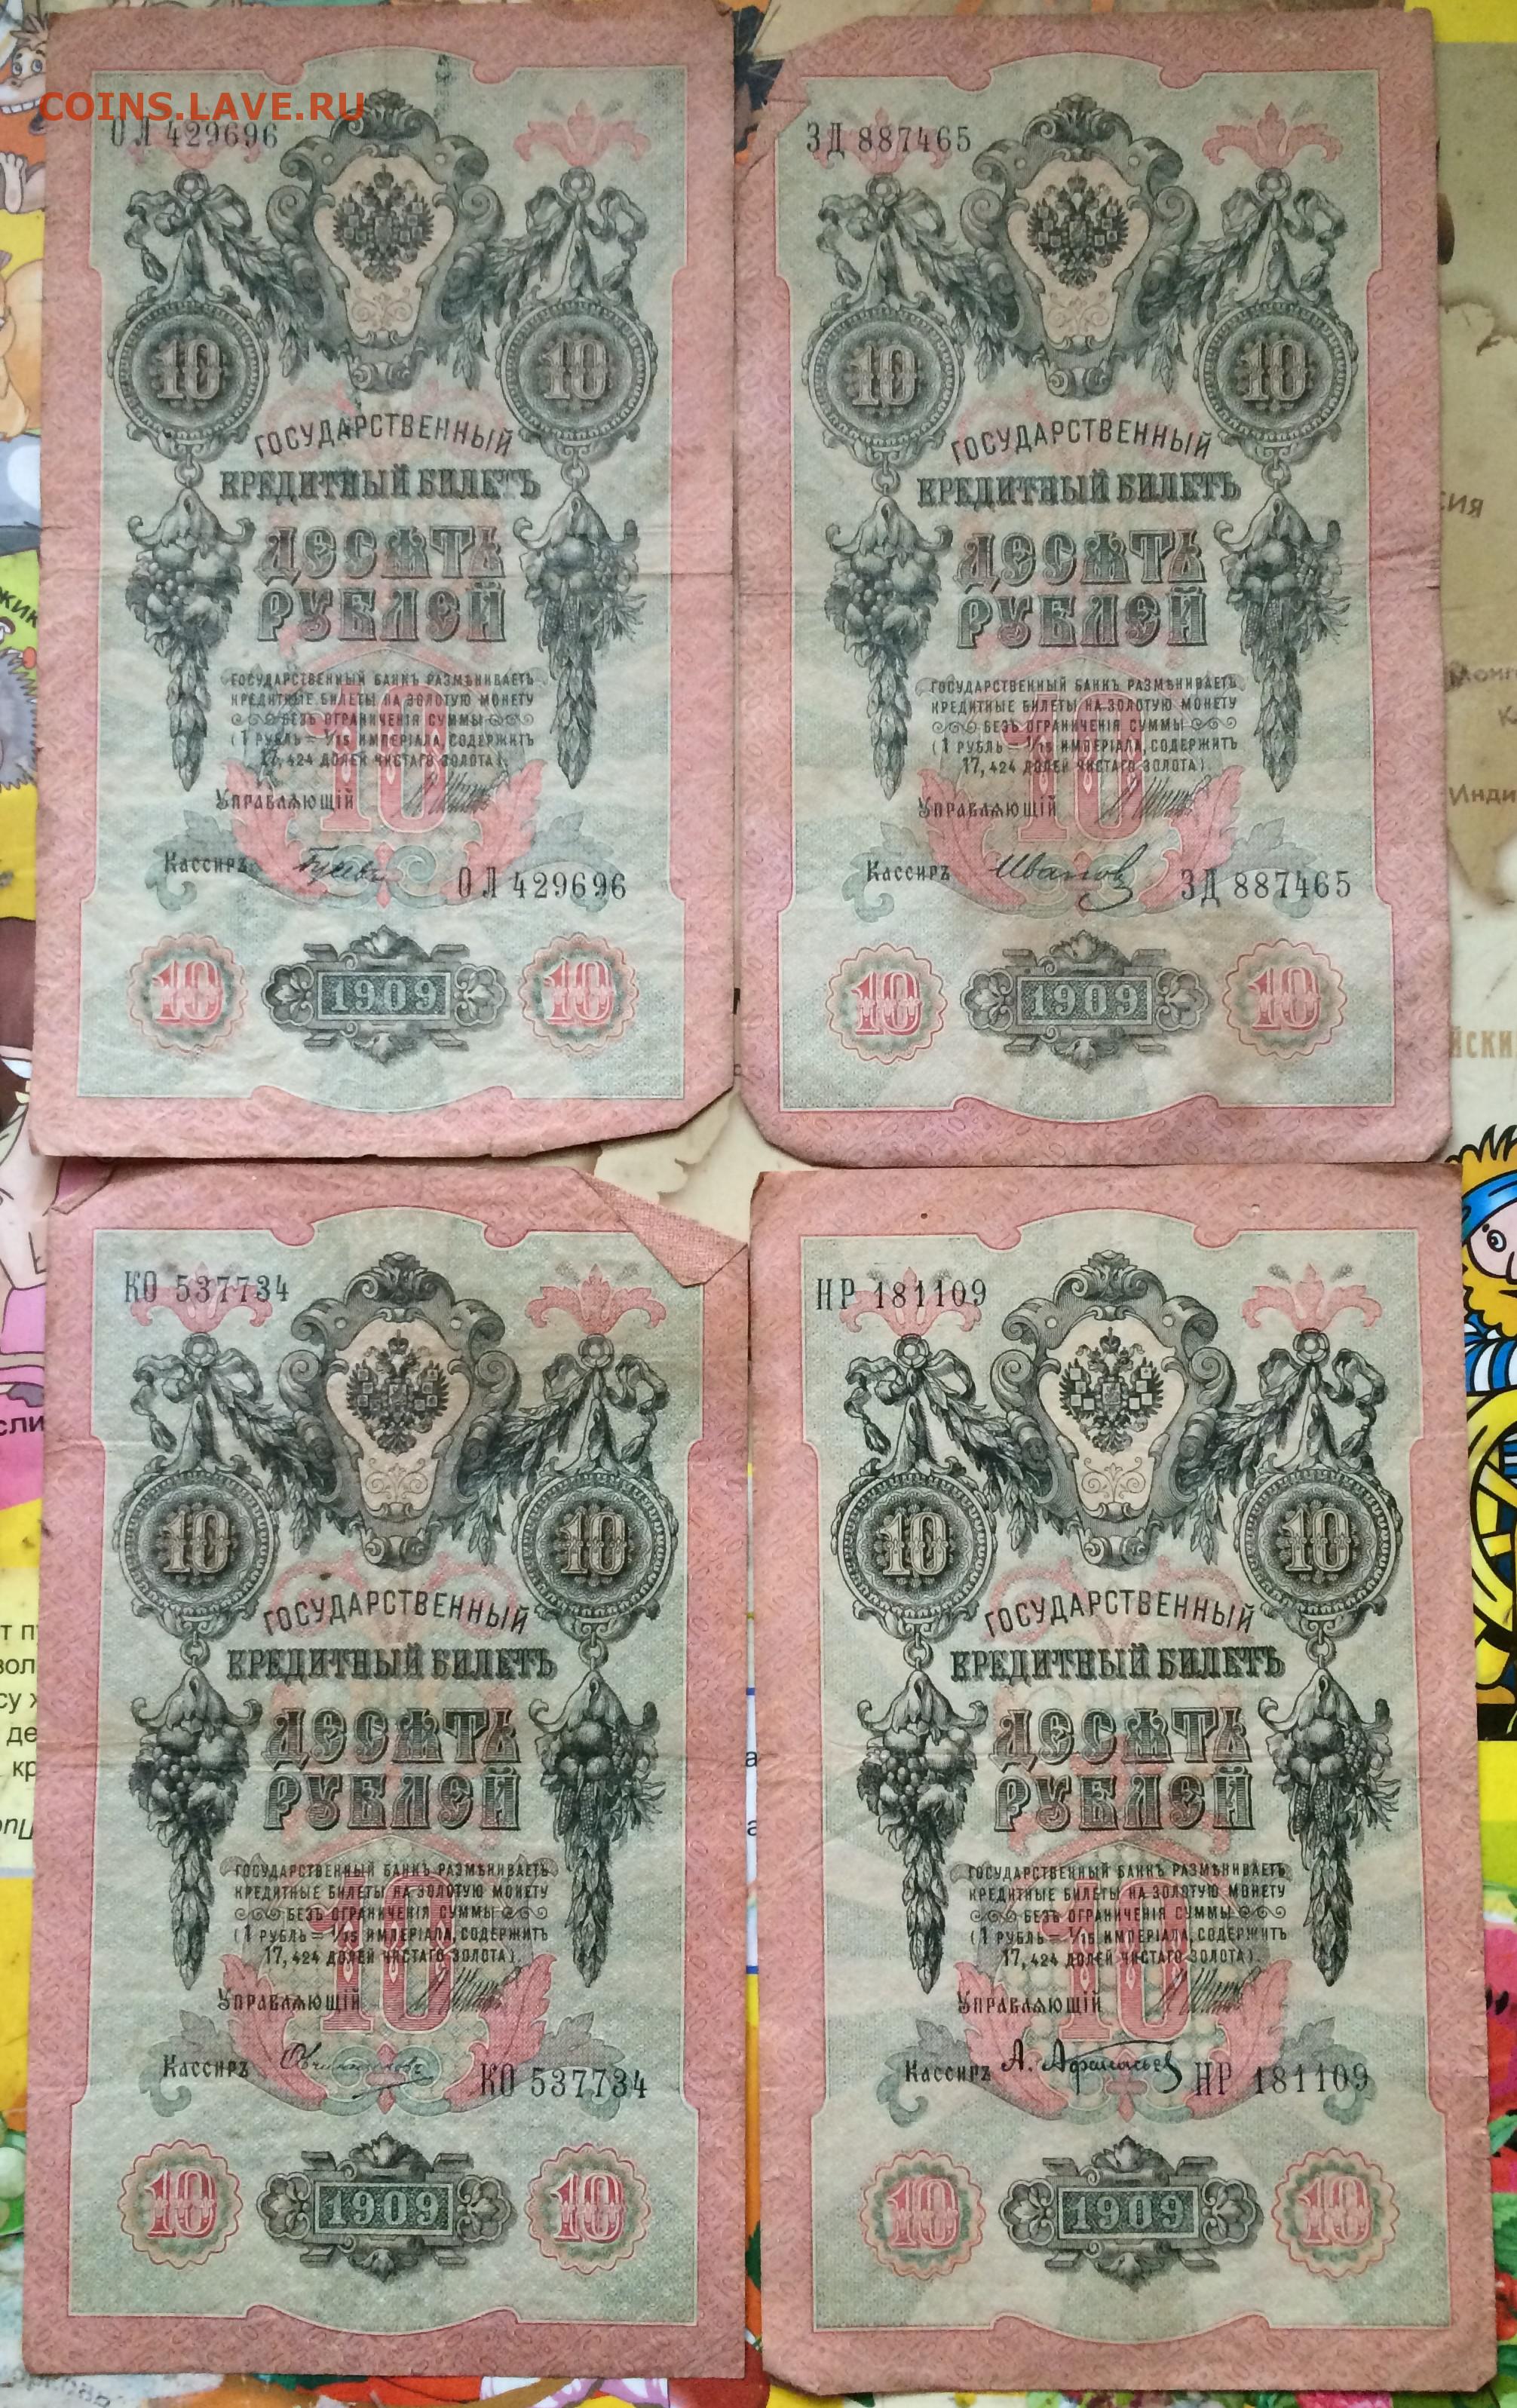 COINS.LAVE.RU
ОЛ 429696
10 10
ГОСУДАРСТВЕННЫЙ
КРЕДИТНЫЙ БИЛЕТЪ
ДЕСЯТЬ
РУБЛЕЙ
ГОСУДАРСТВЕННЫЙ БАНКЪ РАЗМѢНИВАЕТЪ
КРЕДИТНЫЕ БИЛЕТЫ НА ЗОЛОТУЮ МОНЕТУ
БЕЗЪ ОГРАНИЧЕНІЯ СУММЫ
(1 РУБЛЬ = 1/15 ИМПЕРІАЛА, СОДЕРЖИТЪ
17,424 ДОЛЕЙ ЧИСТАГО ЗОЛОТА).
10
УПРАВЛЯЮЩІЙ
КАССИРЪ
ОЛ 429696
10 1909 10
ЗД 887465
10 10
ГОСУДАРСТВЕННЫЙ
КРЕДИТНЫЙ БИЛЕТЪ
ДЕСЯТЬ
РУБЛЕЙ
ГОСУДАРСТВЕННЫЙ БАНКЪ РАЗМѢНИВАЕТЪ
КРЕДИТНЫЕ БИЛЕТЫ НА ЗОЛОТУЮ МОНЕТУ
БЕЗЪ ОГРАНИЧЕНІЯ СУММЫ
(1 РУБЛЬ = 1/15 ИМПЕРІАЛА, СОДЕРЖИТЪ
17,424 ДОЛЕЙ ЧИСТАГО ЗОЛОТА).
10
УПРАВЛЯЮЩІЙ
КАССИРЪ Иванов
ЗД 887465
10 1909 10
КО 537734
10 10
ГОСУДАРСТВЕННЫЙ
КРЕДИТНЫЙ БИЛЕТЪ
ДЕСЯТЬ
РУБЛЕЙ
ГОСУДАРСТВЕННЫЙ БАНКЪ РАЗМѢНИВАЕТЪ
КРЕДИТНЫЕ БИЛЕТЫ НА ЗОЛОТУЮ МОНЕТУ
БЕЗЪ ОГРАНИЧЕНІЯ СУММЫ
(1 РУБЛЬ = 1/15 ИМПЕРІАЛА, СОДЕРЖИТЪ
17,424 ДОЛЕЙ ЧИСТАГО ЗОЛОТА).
10
УПРАВЛЯЮЩІЙ
КАССИРЪ
КО 537734
10 1909 10
НР 181109
10 10
ГОСУДАРСТВЕННЫЙ
КРЕДИТНЫЙ БИЛЕТЪ
ДЕСЯТЬ
РУБЛЕЙ
ГОСУДАРСТВЕННЫЙ БАНКЪ РАЗМѢНИВАЕТЪ
КРЕДИТНЫЕ БИЛЕТЫ НА ЗОЛОТУЮ МОНЕТУ
БЕЗЪ ОГРАНИЧЕНІЯ СУММЫ
(1 РУБЛЬ = 1/15 ИМПЕРІАЛА, СОДЕРЖИТЪ
17,424 ДОЛЕЙ ЧИСТАГО ЗОЛОТА).
10
УПРАВЛЯЮЩІЙ
КАССИРЪ А. Афанасьев
НР 181109
10 1909 10